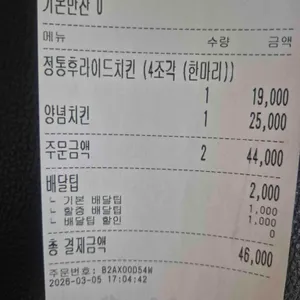 기본반찬 0
메뉴 수량 금액
정통후라이드치킨 (4조각 (한마리))
1 19,000
양념치킨 1 25,000
주문금액 2 44,000
배달팁 2,000
ㄴ 기본 배달팁 1,000
ㄴ 할증 배달팁 1,000
ㄴ 배달팁 할인 0
총 결제금액 46,000
주문번호: B2AX00D54W
2026-03-05 17:04:42